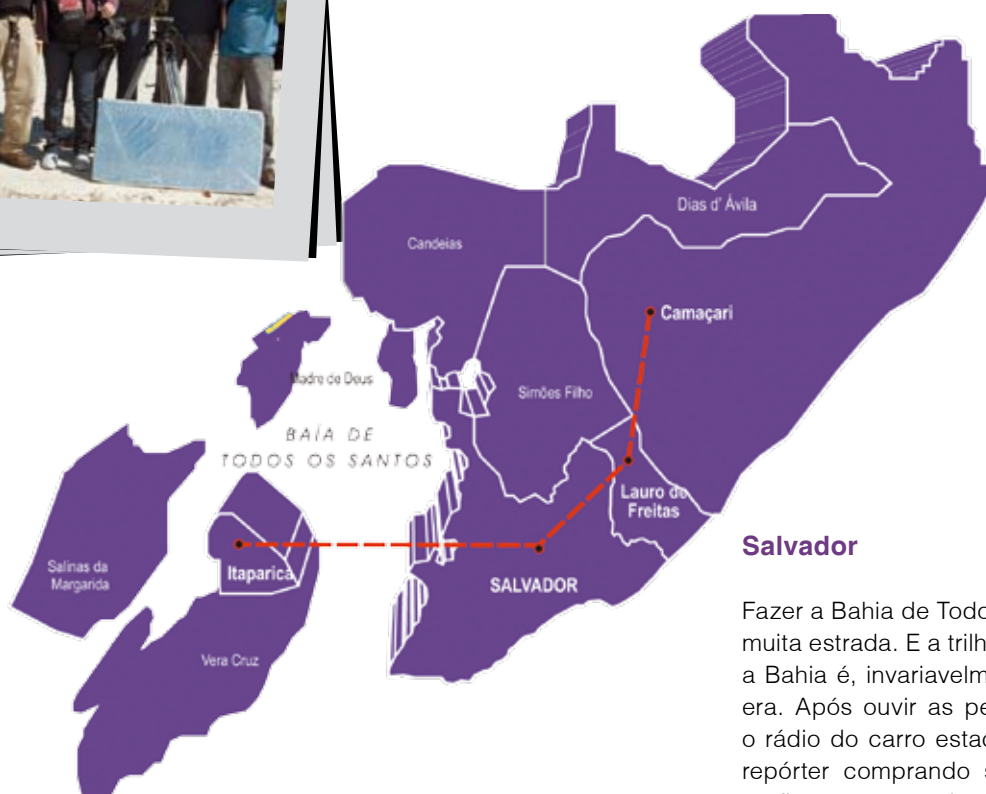 Dias d' Ávila
Candeias
Camaçari
Madre de Deus
Simões Filho
BAÍA DE
TODOS OS SANTOS
Lauro de
Freitas
Salinas da
Margarida
Itaparica
SALVADOR
Vera Cruz
Salvador
Fazer a Bahia de Todo
muita estrada. E a trilh
a Bahia é, invariavelm
era. Após ouvir as pe
o rádio do carro estac
repórter comprando s